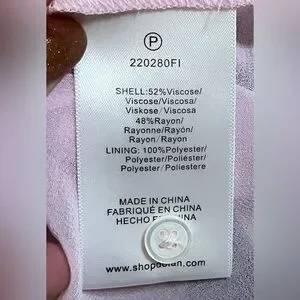 P
220280FI
SHELL:52%Viscose/
Viscose/Viscosa/
Viskose/Viscosa
48%Rayon/
Rayonne/Rayón/
Rayon/Rayon
LINING: 100%Polyester/
Polyester/Poliéster/
Polyester/Poliestere
MADE IN CHINA
FABRIQUÉ EN CHINE
HECHO CHINA